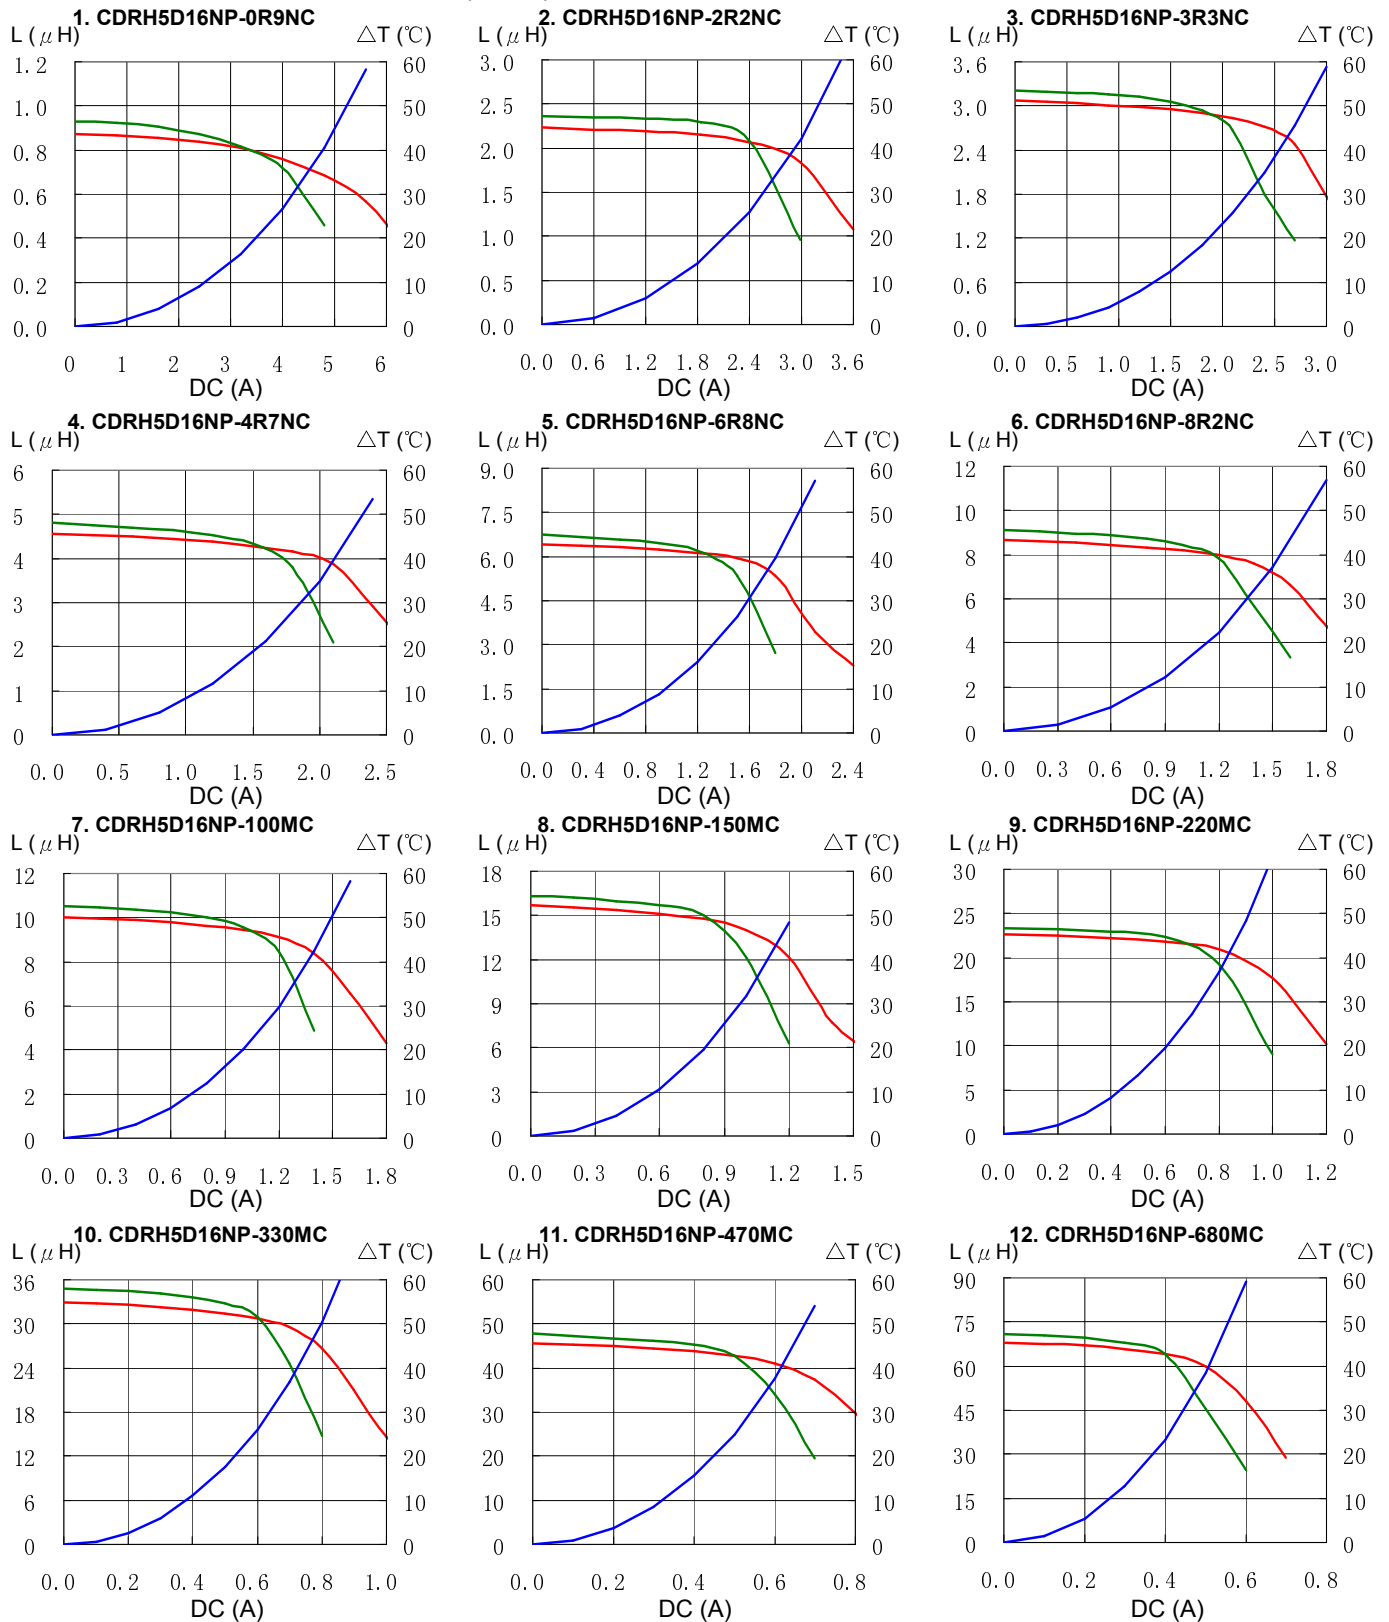 1. CDRH5D16NP-0R9NC
L (μH) △T (℃)
1.2 60
1.0 50
0.8 40
0.6 30
0.4 20
0.2 10
0.0 0
0 1 2 3 4 5 6
DC (A)
2. CDRH5D16NP-2R2NC
L (μH) △T (℃)
3.0 60
2.5 50
2.0 40
1.5 30
1.0 20
0.5 10
0.0 0
0.0 0.6 1.2 1.8 2.4 3.0 3.6
DC (A)
3. CDRH5D16NP-3R3NC
L (μH) △T (℃)
3.6 60
3.0 50
2.4 40
1.8 30
1.2 20
0.6 10
0.0 0
0.0 0.5 1.0 1.5 2.0 2.5 3.0
DC (A)
4. CDRH5D16NP-4R7NC
L (μH) △T (℃)
6 60
5 50
4 40
3 30
2 20
1 10
0 0
0.0 0.5 1.0 1.5 2.0 2.5
DC (A)
5. CDRH5D16NP-6R8NC
L (μH) △T (℃)
9.0 60
7.5 50
6.0 40
4.5 30
3.0 20
1.5 10
0.0 0
0.0 0.4 0.8 1.2 1.6 2.0 2.4
DC (A)
6. CDRH5D16NP-8R2NC
L (μH) △T (℃)
12 60
10 50
8 40
6 30
4 20
2 10
0 0
0.0 0.3 0.6 0.9 1.2 1.5 1.8
DC (A)
7. CDRH5D16NP-100MC
L (μH) △T (℃)
12 60
10 50
8 40
6 30
4 20
2 10
0 0
0.0 0.3 0.6 0.9 1.2 1.5 1.8
DC (A)
8. CDRH5D16NP-150MC
L (μH) △T (℃)
18 60
15 50
12 40
9 30
6 20
3 10
0 0
0.0 0.3 0.6 0.9 1.2 1.5
DC (A)
9. CDRH5D16NP-220MC
L (μH) △T (℃)
30 60
25 50
20 40
15 30
10 20
5 10
0 0
0.0 0.2 0.4 0.6 0.8 1.0 1.2
DC (A)
10. CDRH5D16NP-330MC
L (μH) △T (℃)
36 60
30 50
24 40
18 30
12 20
6 10
0 0
0.0 0.2 0.4 0.6 0.8 1.0
DC (A)
11. CDRH5D16NP-470MC
L (μH) △T (℃)
60 60
50 50
40 40
30 30
20 20
10 10
0 0
0.0 0.2 0.4 0.6 0.8
DC (A)
12. CDRH5D16NP-680MC
L (μH) △T (℃)
90 60
75 50
60 40
45 30
30 20
15 10
0 0
0.0 0.2 0.4 0.6 0.8
DC (A)